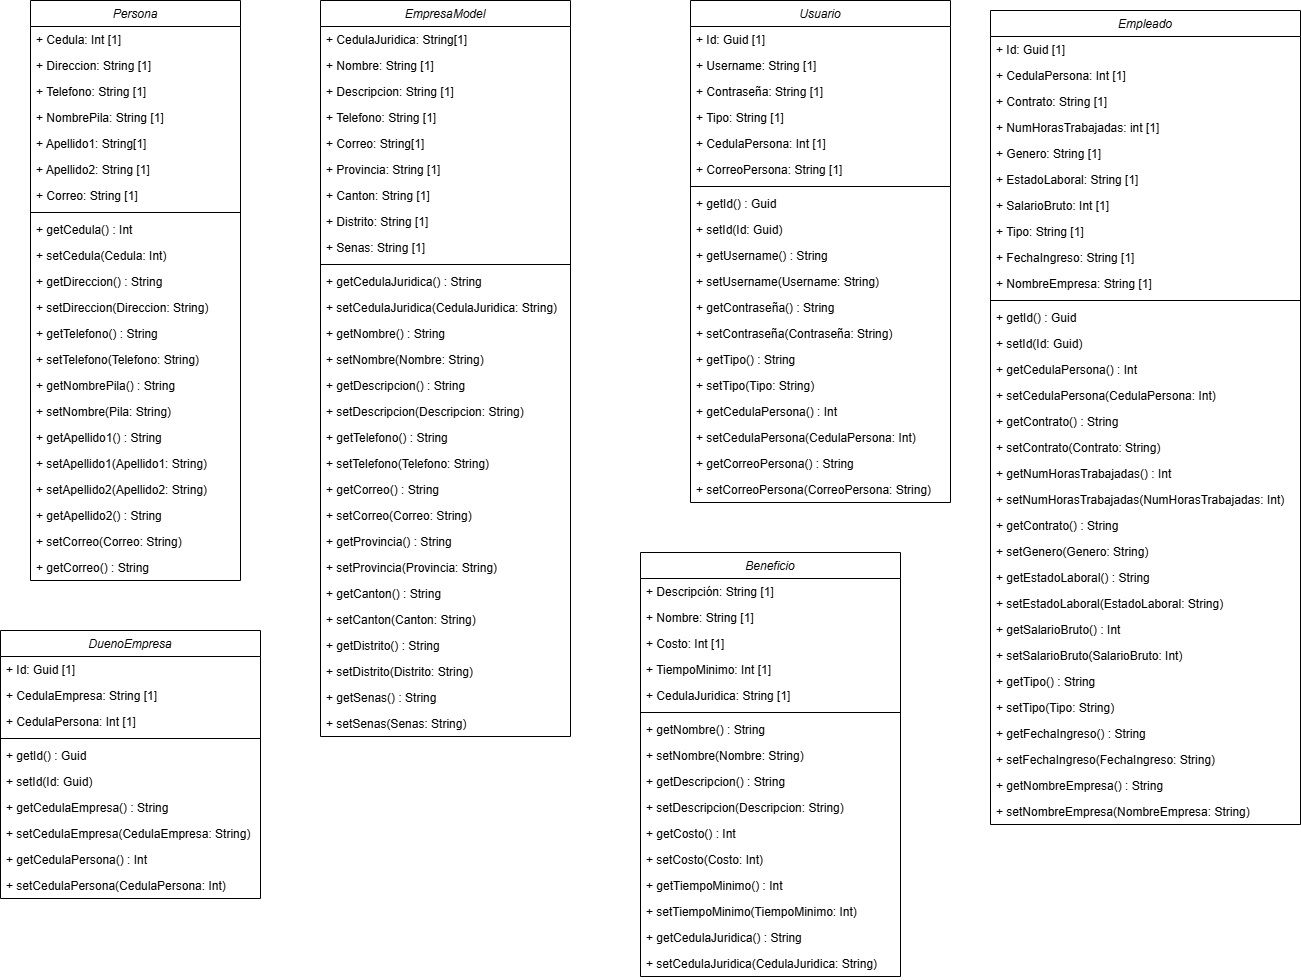 Persona
+ Cedula: Int [1]
+ Direccion: String [1]
+ Telefono: String [1]
+ NombrePila: String [1]
+ Apellido1: String[1]
+ Apellido2: String [1]
+ Correo: String [1]
+ getCedula() : Int
+ setCedula(Cedula: Int)
+ getDireccion() : String
+ setDireccion(Direccion: String)
+ getTelefono() : String
+ setTelefono(Telefono: String)
+ getNombrePila() : String
+ setNombre(Pila: String)
+ getApellido1() : String
+ setApellido1(Apellido1: String)
+ setApellido2(Apellido2: String)
+ getApellido2() : String
+ setCorreo(Correo: String)
+ getCorreo() : String
EmpresaModel
+ CedulaJuridica: String[1]
+ Nombre: String [1]
+ Descripcion: String [1]
+ Telefono: String [1]
+ Correo: String[1]
+ Provincia: String [1]
+ Canton: String [1]
+ Distrito: String [1]
+ Senas: String [1]
+ getCedulaJuridica() : String
+ setCedulaJuridica(CedulaJuridica: String)
+ getNombre() : String
+ setNombre(Nombre: String)
+ getDescripcion() : String
+ setDescripcion(Descripcion: String)
+ getTelefono() : String
+ setTelefono(Telefono: String)
+ getCorreo() : String
+ setCorreo(Correo: String)
+ getProvincia() : String
+ setProvincia(Provincia: String)
+ getCanton() : String
+ setCanton(Canton: String)
+ getDistrito() : String
+ setDistrito(Distrito: String)
+ getSenas() : String
+ setSenas(Senas: String)
Usuario
+ Id: Guid [1]
+ Username: String [1]
+ Contraseña: String [1]
+ Tipo: String [1]
+ CedulaPersona: Int [1]
+ CorreoPersona: String [1]
+ getId() : Guid
+ setId(Id: Guid)
+ getUsername() : String
+ setUsername(Username: String)
+ getContraseña() : String
+ setContraseña(Contraseña: String)
+ getTipo() : String
+ setTipo(Tipo: String)
+ getCedulaPersona() : Int
+ setCedulaPersona(CedulaPersona: Int)
+ getCorreoPersona() : String
+ setCorreoPersona(CorreoPersona: String)
Empleado
+ Id: Guid [1]
+ CedulaPersona: Int [1]
+ Contrato: String [1]
+ NumHorasTrabajadas: int [1]
+ Genero: String [1]
+ EstadoLaboral: String [1]
+ SalarioBruto: Int [1]
+ Tipo: String [1]
+ FechaIngreso: String [1]
+ NombreEmpresa: String [1]
+ getId() : Guid
+ setId(Id: Guid)
+ getCedulaPersona() : Int
+ setCedulaPersona(CedulaPersona: Int)
+ getContrato() : String
+ setContrato(Contrato: String)
+ getNumHorasTrabajadas() : Int
+ setNumHorasTrabajadas(NumHorasTrabajadas: Int)
+ getContrato() : String
+ setGenero(Genero: String)
+ getEstadoLaboral() : String
+ setEstadoLaboral(EstadoLaboral: String)
+ getSalarioBruto() : Int
+ setSalarioBruto(SalarioBruto: Int)
+ getTipo() : String
+ setTipo(Tipo: String)
+ getFechaIngreso() : String
+ setFechaIngreso(FechaIngreso: String)
+ getNombreEmpresa() : String
+ setNombreEmpresa(NombreEmpresa: String)
DuenoEmpresa
+ Id: Guid [1]
+ CedulaEmpresa: String [1]
+ CedulaPersona: Int [1]
+ getId() : Guid
+ setId(Id: Guid)
+ getCedulaEmpresa() : String
+ setCedulaEmpresa(CedulaEmpresa: String)
+ getCedulaPersona() : Int
+ setCedulaPersona(CedulaPersona: Int)
Beneficio
+ Descripción: String [1]
+ Nombre: String [1]
+ Costo: Int [1]
+ TiempoMinimo: Int [1]
+ CedulaJuridica: String [1]
+ getNombre() : String
+ setNombre(Nombre: String)
+ getDescripcion() : String
+ setDescripcion(Descripcion: String)
+ getCosto() : Int
+ setCosto(Costo: Int)
+ getTiempoMinimo() : Int
+ setTiempoMinimo(TiempoMinimo: Int)
+ getCedulaJuridica() : String
+ setCedulaJuridica(CedulaJuridica: String)